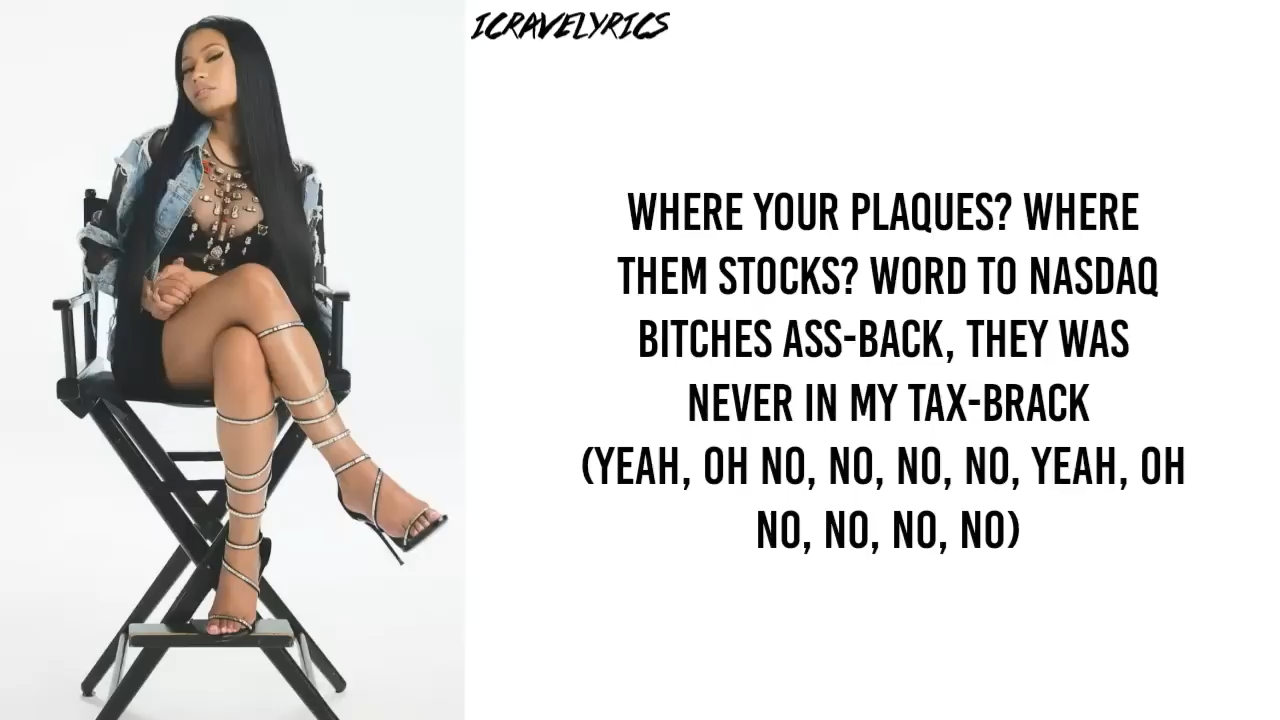 ICRAVELYRICS
WHERE YOUR PLAQUES? WHERE
THEM STOCKS? WORD TO NASDAQ
BITCHES ASS-BACK, THEY WAS
NEVER IN MY TAX-BRACK
(YEAH, OH NO, NO, NO, NO, YEAH, OH
NO, NO, NO, NO)